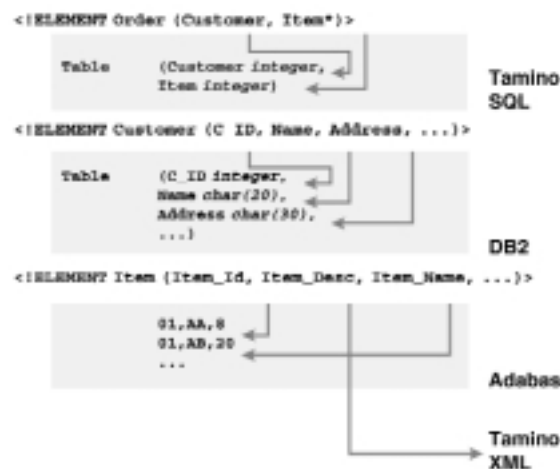 <!ELEMENT Order (Customer, Item*)>
Table (Customer integer,
Item integer)
Tamino
SQL
<!ELEMENT Customer (C ID, Name, Address, ...)>
Table (C_ID integer,
Name char(20),
Address char(30),
...)
DB2
<!ELEMENT Item (Item_Id, Item_Desc, Item_Name, ...)>
01,AA,8
01,AB,20
...
Adabas
Tamino
XML